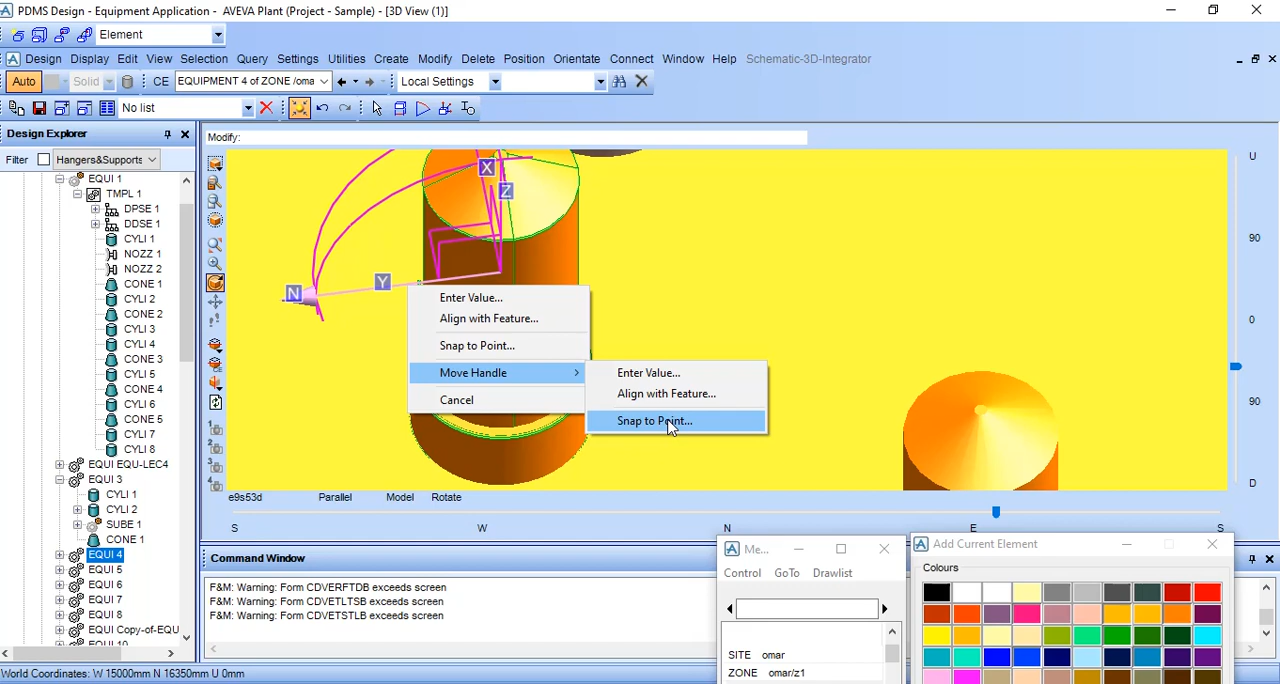 PDMS Design - Equipment Application - AVEVA Plant (Project - Sample) - [3D View (1)]
Element
Design Display Edit View Selection Query Settings Utilities Create Modify Delete Position Orientate Connect Window Help Schematic-3D-Integrator
Auto Solid CE EQUIPMENT 4 of ZONE /oma Local Settings
No list
Design Explorer
Filter Hangers&Supports
EQUI 1
TMPL 1
DPSE 1
DDSE 1
CYLI 1
NOZZ 1
NOZZ 2
CONE 1
CYLI 2
CONE 2
CYLI 3
CYLI 4
CONE 3
CYLI 5
CONE 4
CYLI 6
CONE 5
CYLI 7
CYLI 8
EQUI EQU-LEC4
EQUI 3
CYLI 1
CYLI 2
SUBE 1
CONE 1
EQUI 4
EQUI 5
EQUI 6
EQUI 7
EQUI 8
EQUI Copy-of-EQU
EQUI 10
Modify:
X
Z
Y
N
Enter Value...
Align with Feature...
Snap to Point...
Move Handle
Cancel
Enter Value...
Align with Feature...
Snap to Point...
U
90
0
90
D
e9s53d Parallel Model Rotate
S W N E S
Command Window
F&M: Warning: Form CDVERFTDB exceeds screen
F&M: Warning: Form CDVETLTSB exceeds screen
F&M: Warning: Form CDVETSTLB exceeds screen
Me...
Control GoTo Drawlist
SITE omar
ZONE omar/z1
Add Current Element
Colours
World Coordinates: W 15000mm N 16350mm U 0mm